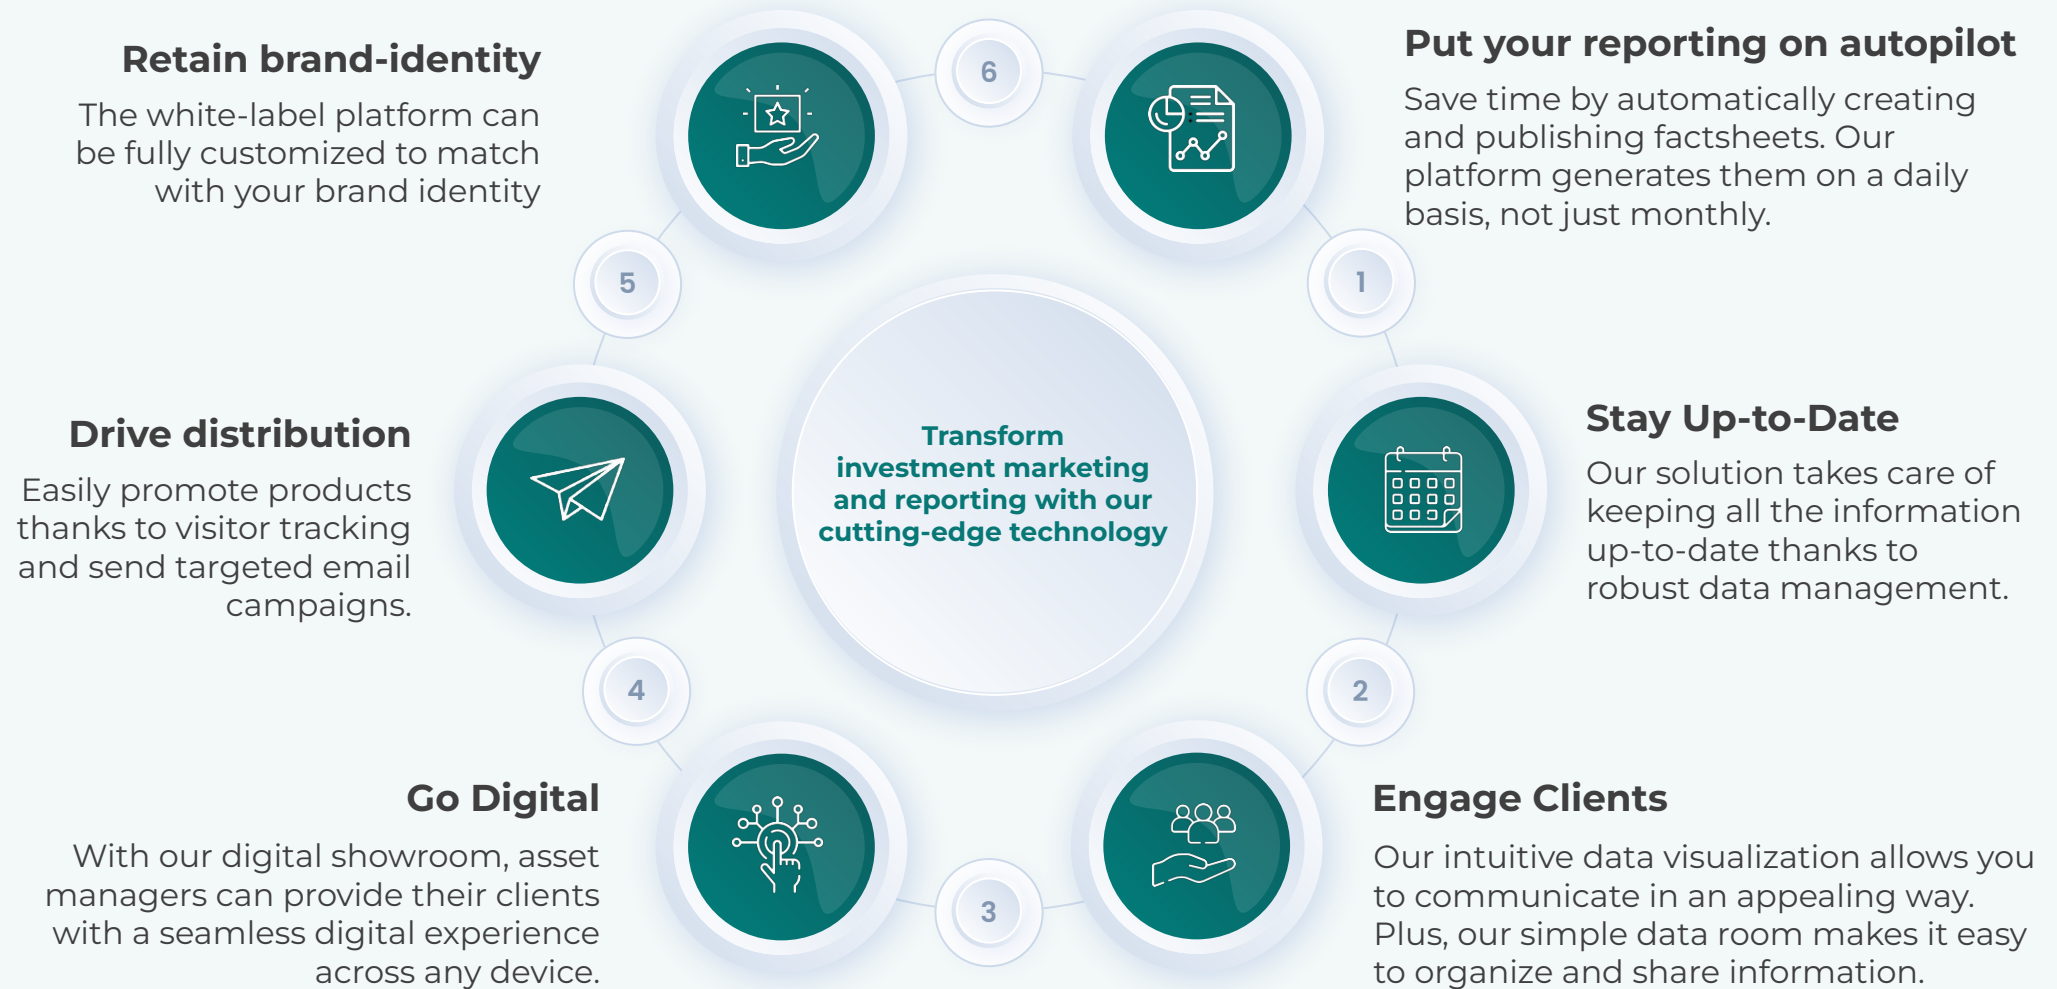 Retain brand-identity
The white-label platform can
be fully customized to match
with your brand identity
6
Put your reporting on autopilot
Save time by automatically creating
and publishing factsheets. Our
platform generates them on a daily
basis, not just monthly.
5
1
Drive distribution
Easily promote products
thanks to visitor tracking
and send targeted email
campaigns.
Transform
investment marketing
and reporting with our
cutting-edge technology
Stay Up-to-Date
Our solution takes care of
keeping all the information
up-to-date thanks to
robust data management.
4
2
Go Digital
With our digital showroom, asset
managers can provide their clients
with a seamless digital experience
across any device.
3
Engage Clients
Our intuitive data visualization allows you
to communicate in an appealing way.
Plus, our simple data room makes it easy
to organize and share information.